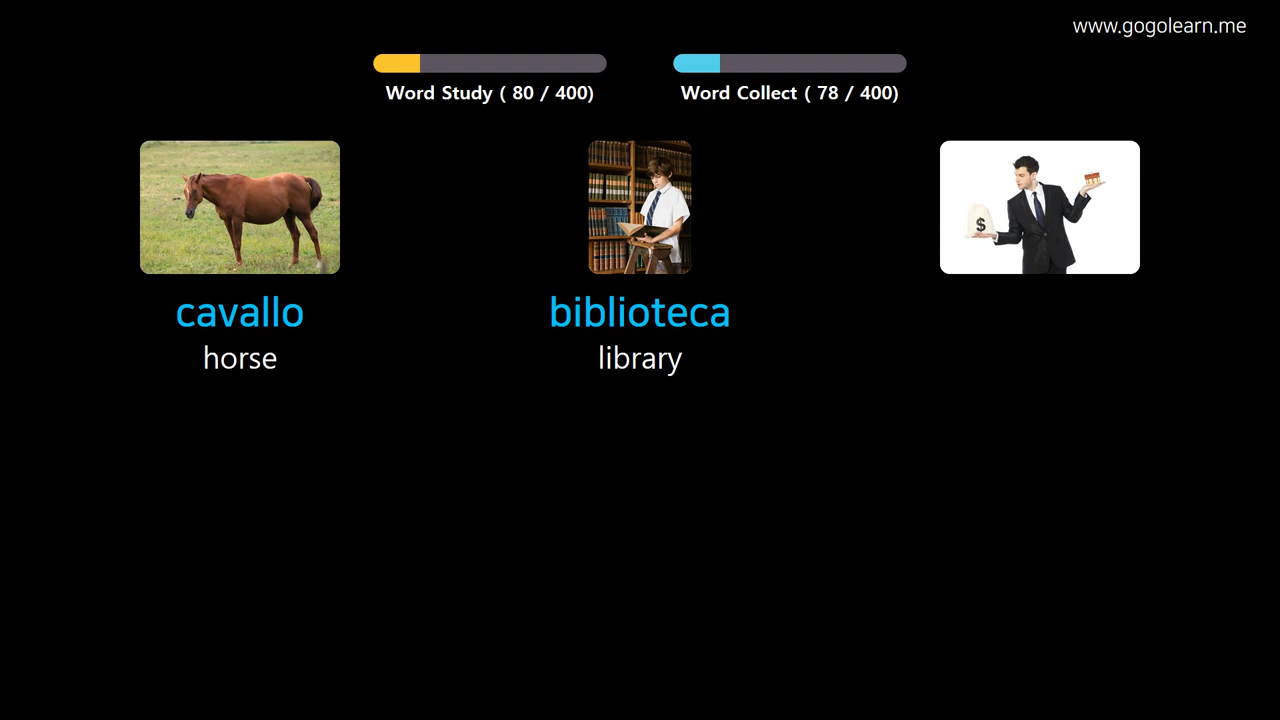 www.gogolearn.me
Word Study ( 80 / 400)
Word Collect ( 78 / 400)
$
cavallo
horse
biblioteca
library